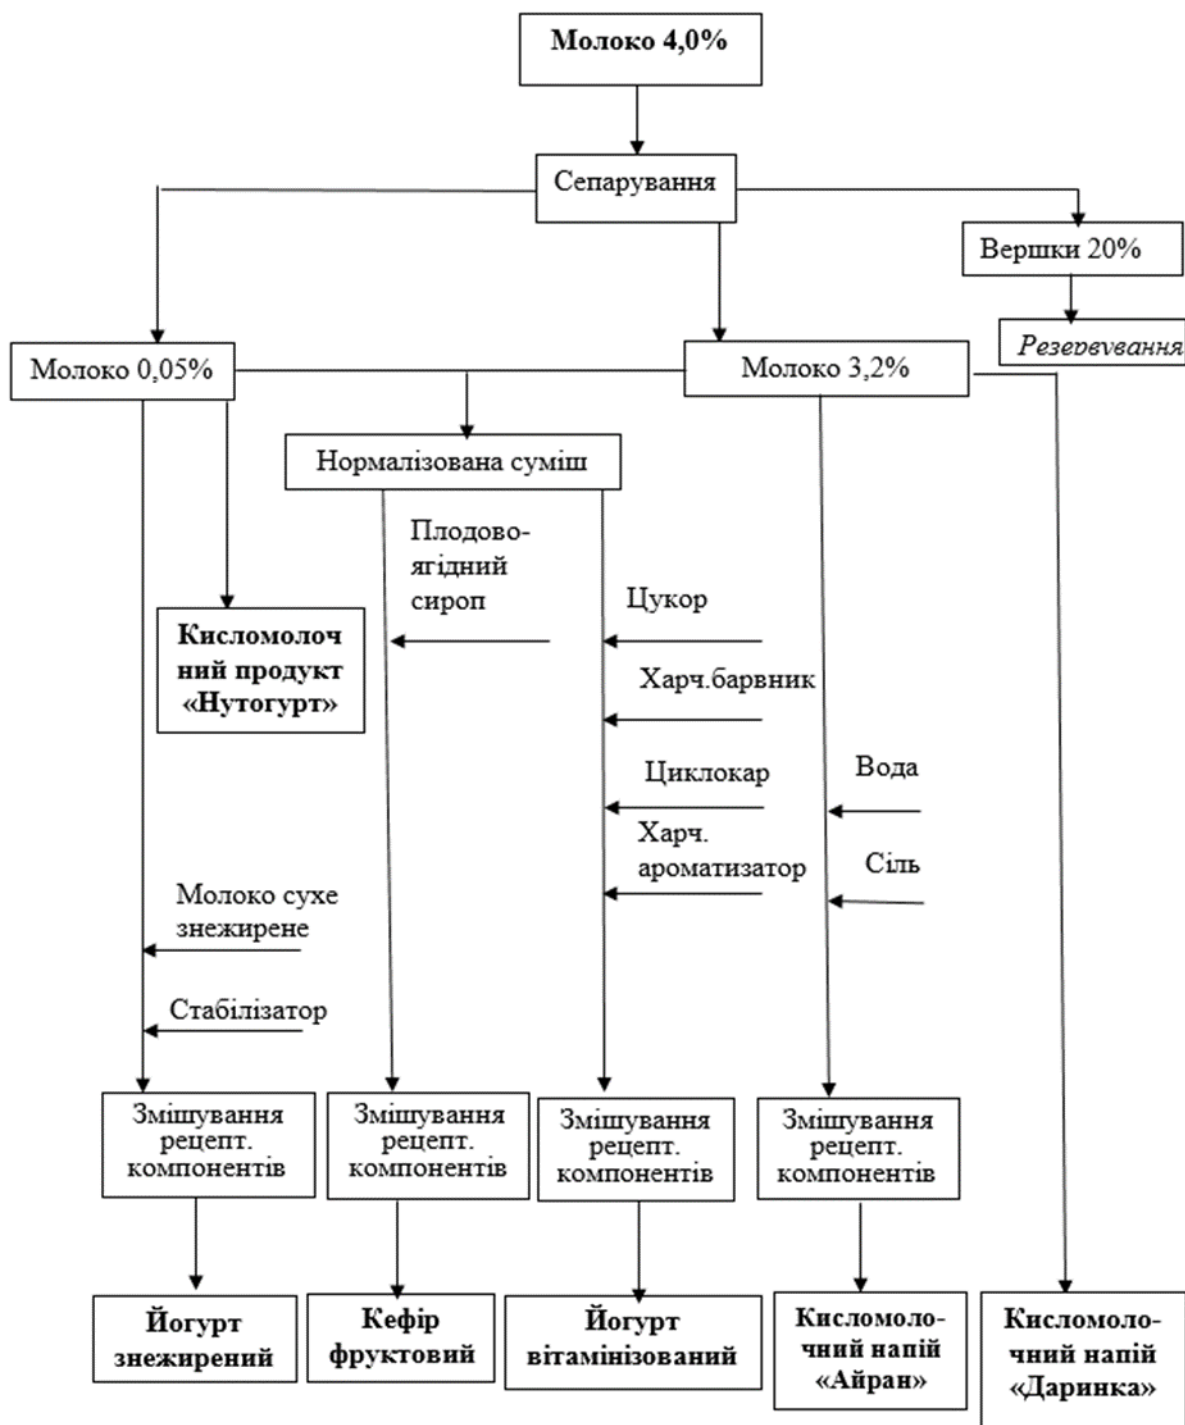 Молоко 4,0%
Сепарування
Вершки 20%
Резервування
Молоко 0,05%
Молоко 3,2%
Нормалізована суміш
Плодово-
ягідний
сироп
Цукор
Кисломолоч
ний продукт
«Нутогурт»
Харч.барвник
Циклокар
Вода
Харч.
ароматизатор
Сіль
Молоко сухе
знежирене
Стабілізатор
Змішування
рецепт.
компонентів
Змішування
рецепт.
компонентів
Змішування
рецепт.
компонентів
Змішування
рецепт.
компонентів
Йогурт
знежирений
Кефір
фруктовий
Йогурт
вітамінізований
Кисломоло-
чний напій
«Айран»
Кисломоло-
чний напій
«Даринка»